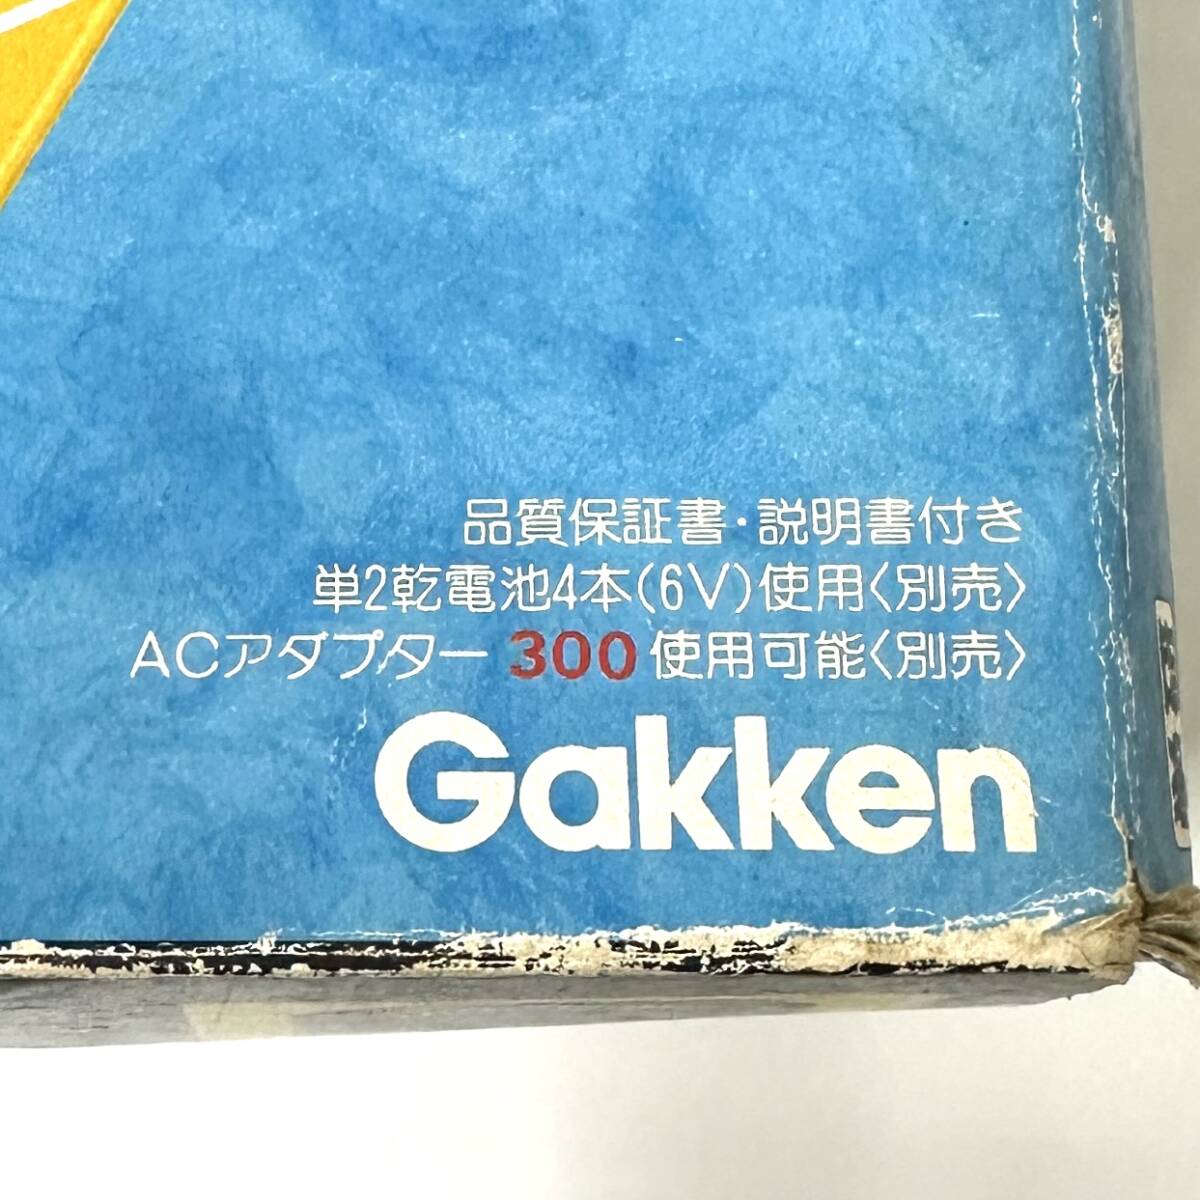 品質保証書・説明書付き
単2乾電池4本(6V)使用〈別売〉
ACアダプター 300 使用可能〈別売〉
Gakken